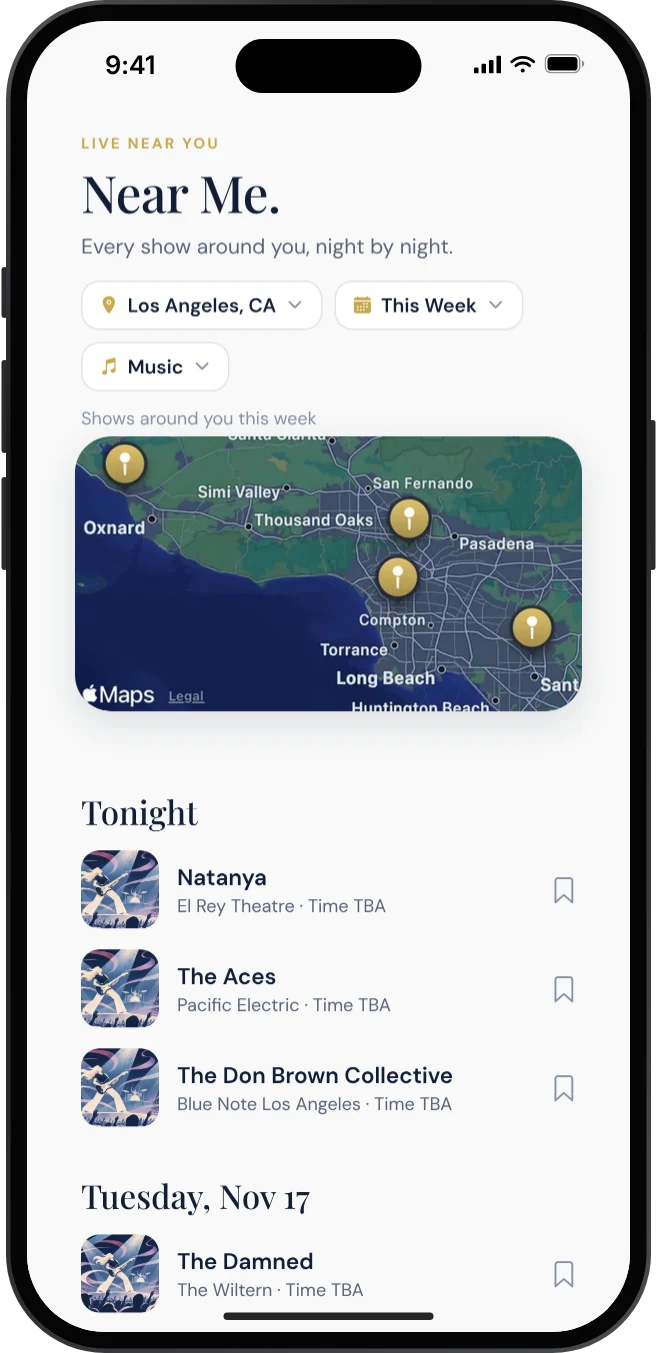 9:41
LIVE NEAR YOU
Near Me.
Every show around you, night by night.
Los Angeles, CA
This Week
Music
Shows around you this week
Santa Clarita
Simi Valley
San Fernando
Oxnard
Thousand Oaks
Pasadena
Compton
Torrance
Long Beach
Sant
Huntington Beach
Maps Legal
Tonight
Natanya
El Rey Theatre · Time TBA
The Aces
Pacific Electric · Time TBA
The Don Brown Collective
Blue Note Los Angeles · Time TBA
Tuesday, Nov 17
The Damned
The Wiltern · Time TBA